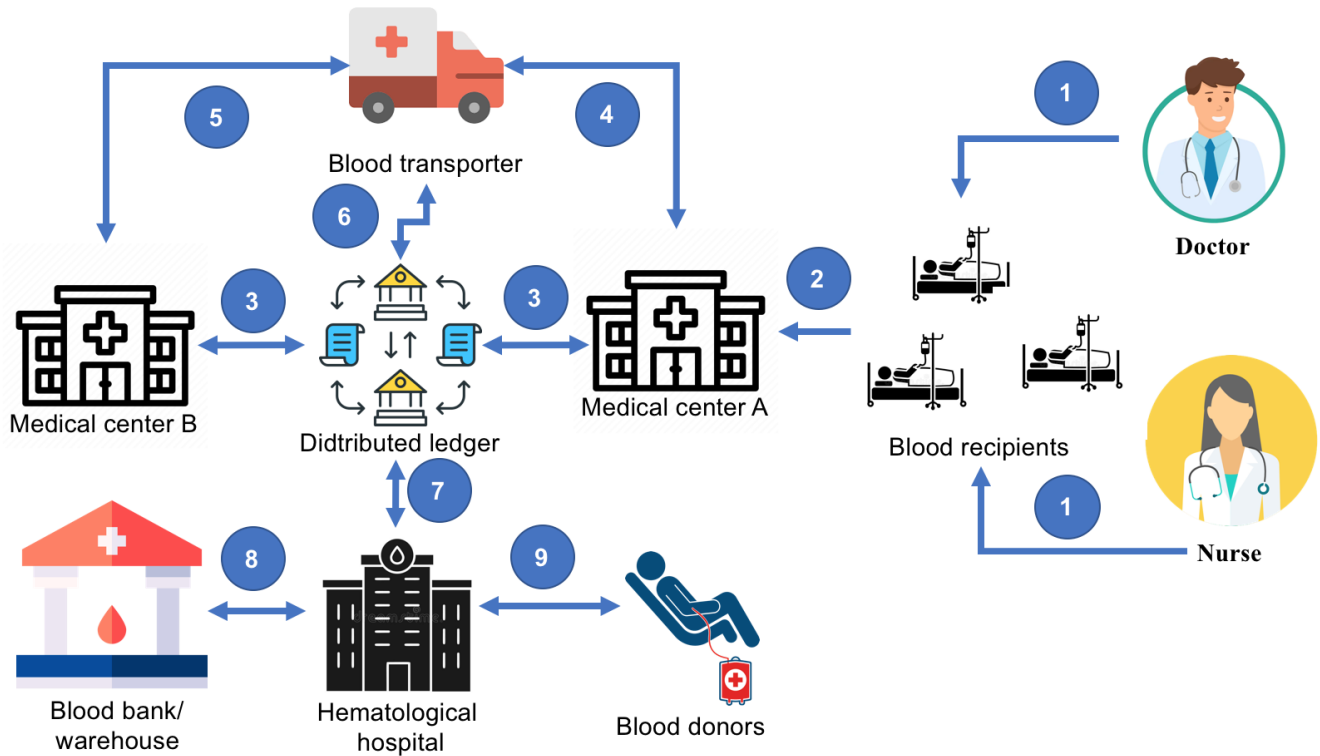 1
5
4
Blood transporter
6
Doctor
2
3
3
Medical center B
Medical center A
Didtributed ledger
Blood recipients
7
1
Nurse
8
9
Blood bank/
warehouse
Hematological
hospital
Blood donors